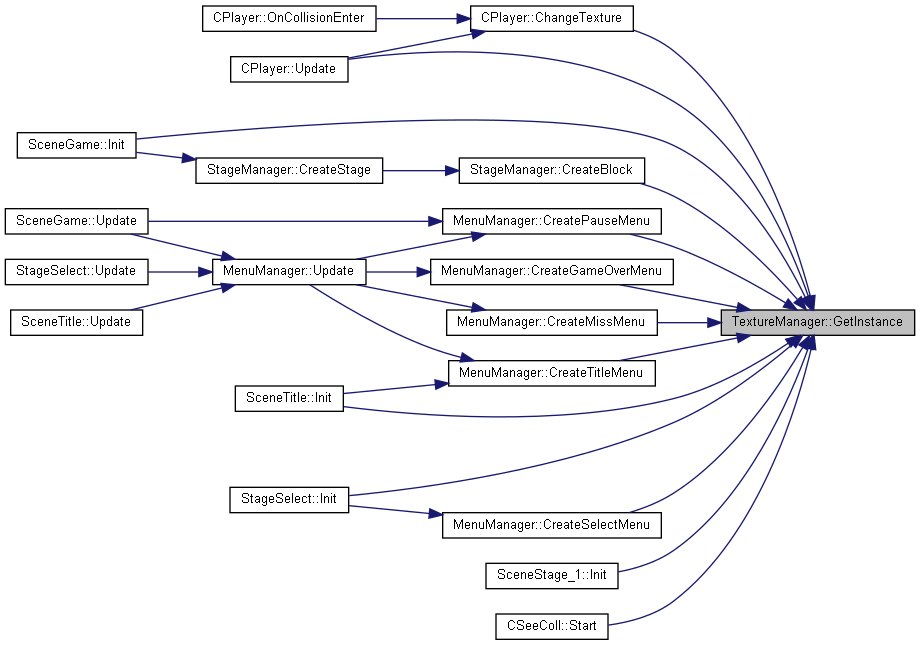 CPlayer::OnCollisionEnter
CPlayer::ChangeTexture
CPlayer::Update
SceneGame::Init
StageManager::CreateStage
StageManager::CreateBlock
SceneGame::Update
MenuManager::CreatePauseMenu
StageSelect::Update
MenuManager::Update
MenuManager::CreateGameOverMenu
SceneTitle::Update
MenuManager::CreateMissMenu
TextureManager::GetInstance
MenuManager::CreateTitleMenu
SceneTitle::Init
StageSelect::Init
MenuManager::CreateSelectMenu
SceneStage_1::Init
CSeeColl::Start